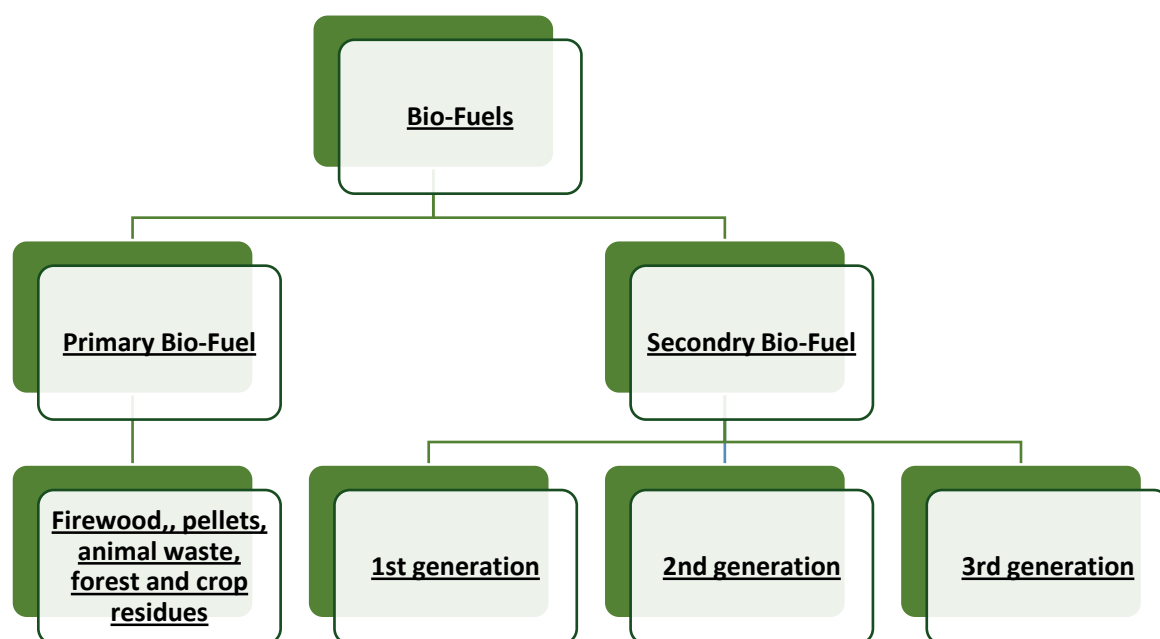 Bio-Fuels
Primary Bio-Fuel
Secondry Bio-Fuel
Firewood,, pellets,
animal waste,
forest and crop
residues
1st generation
2nd generation
3rd generation